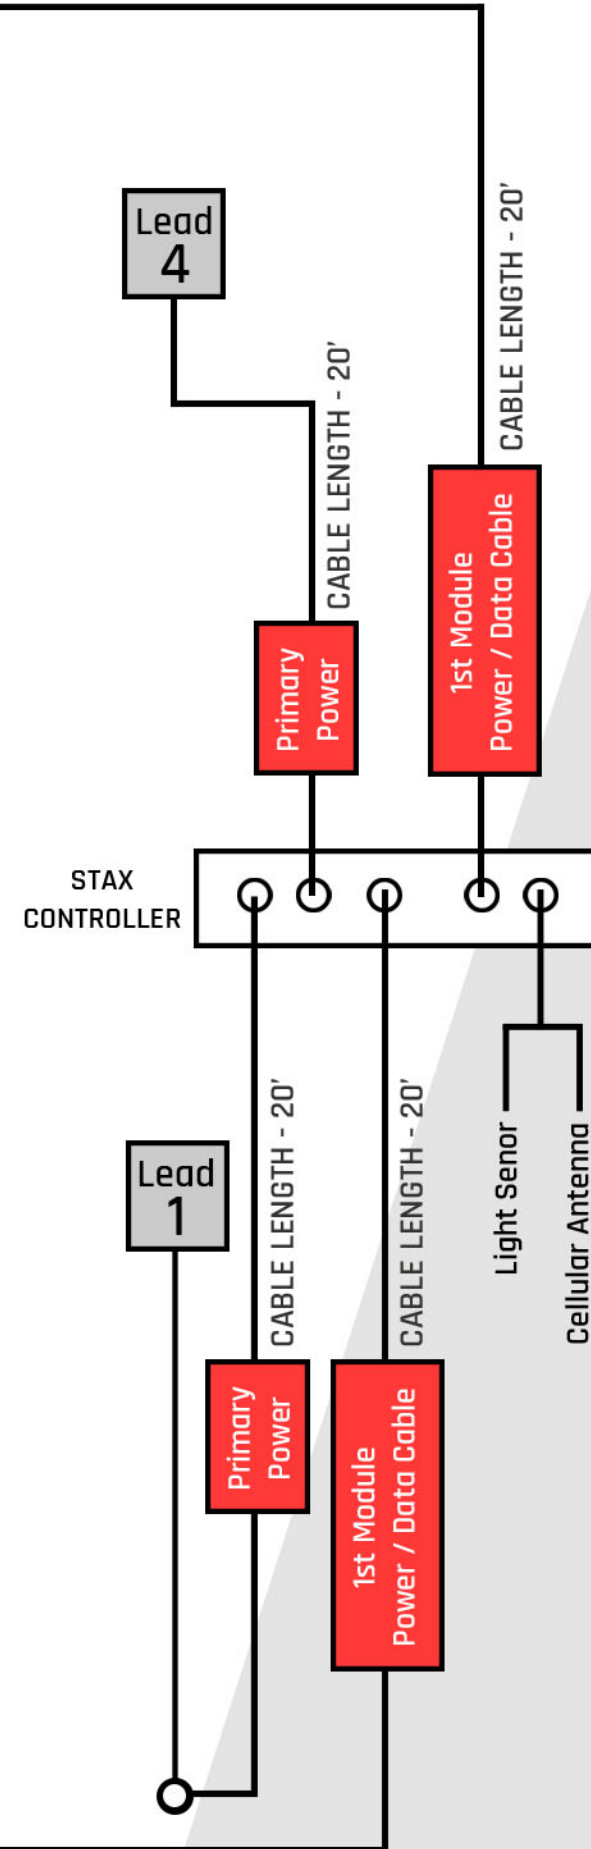 Lead
4
CABLE LENGTH - 20'
CABLE LENGTH - 20'
1st Module
Power / Data Cable
Primary
Power
STAX
CONTROLLER
Lead
1
CABLE LENGTH - 20'
CABLE LENGTH - 20'
Light Senor
Cellular Antenna
Primary
Power
1st Module
Power / Data Cable